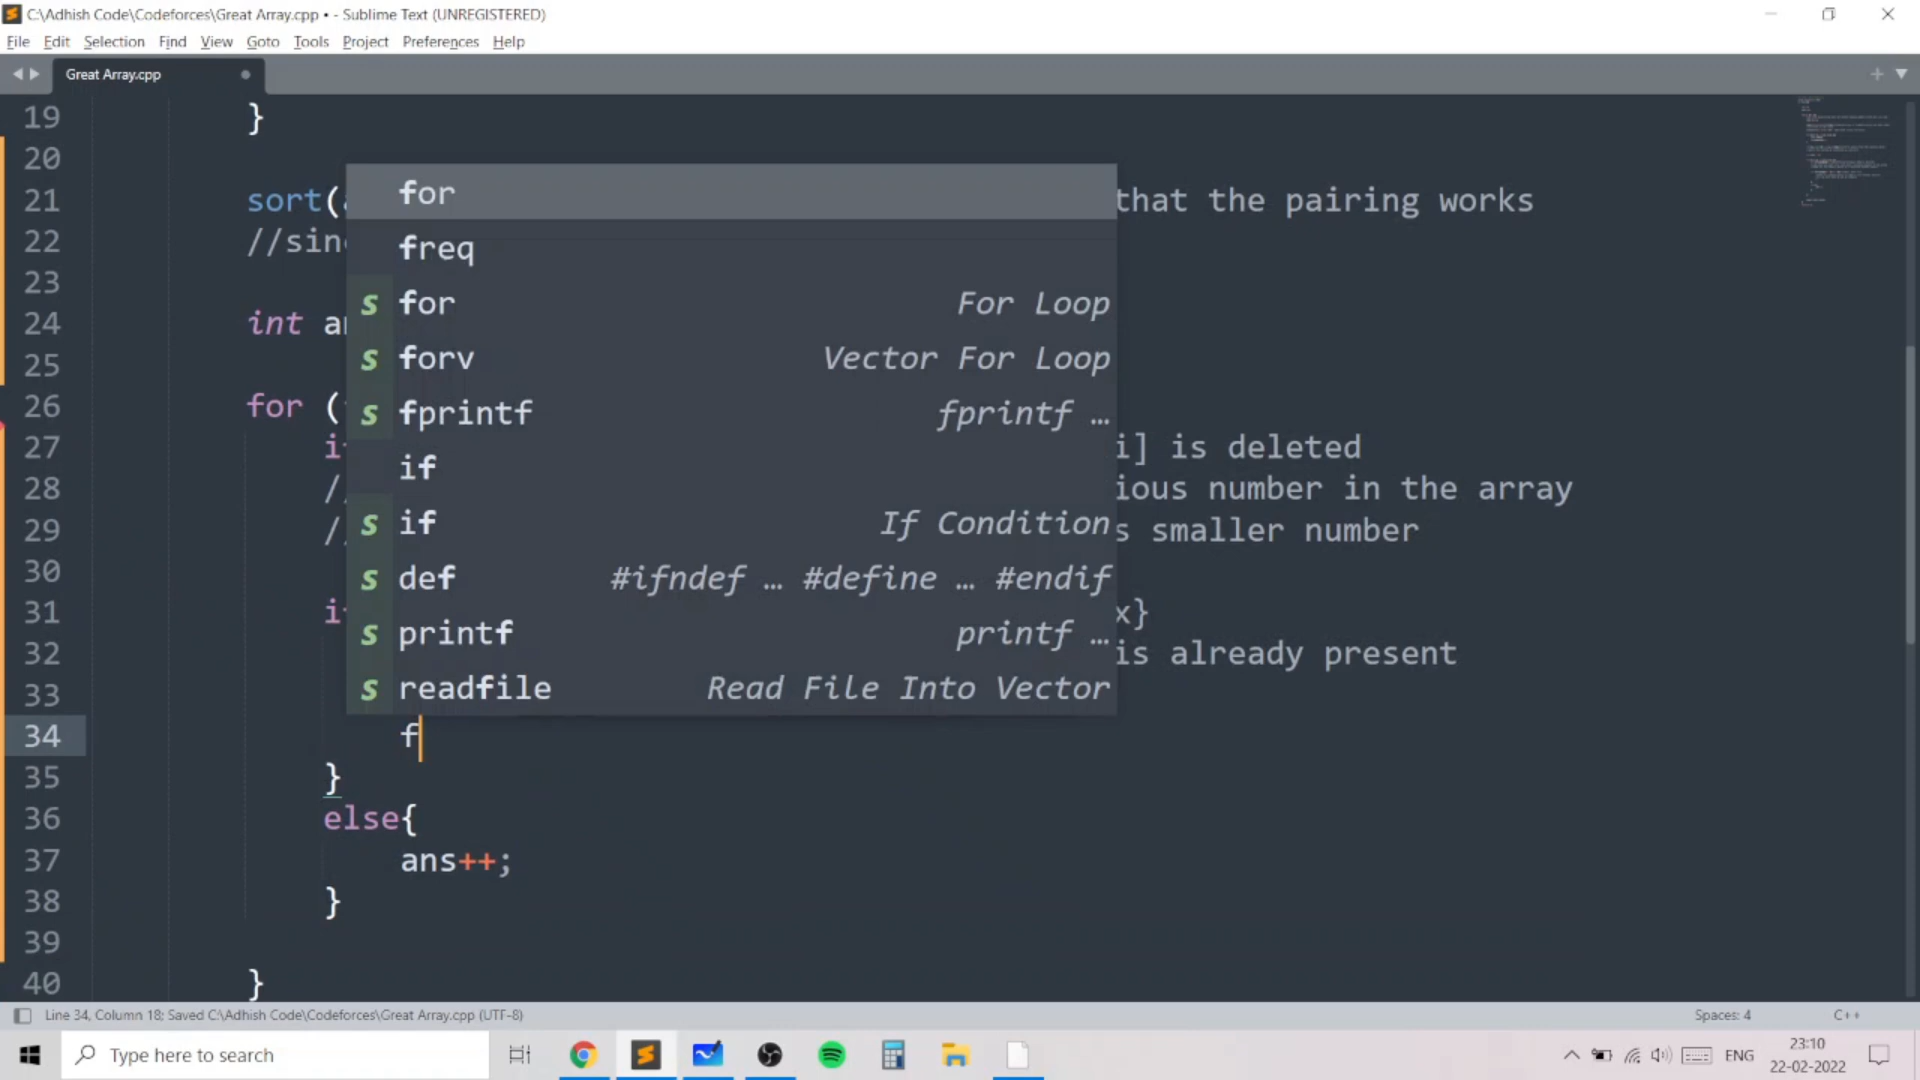 C:\Adhish Code\Codeforces\Great Array.cpp • - Sublime Text (UNREGISTERED)
File Edit Selection Find View Goto Tools Project Preferences Help
Great Array.cpp
19 }
20
21 sort( that the pairing works
22 //sin
23
24 int an
25
26 for (
27 i] is deleted
28 / ious number in the array
29 / s smaller number
30
31 x}
32 is already present
33
34 f
35 }
36 else{
37 ans++;
38 }
39
40 }
for
freq
s for For Loop
s forv Vector For Loop
s fprintf fprintf …
if
s if If Condition
s def #ifndef … #define … #endif
s printf printf …
s readfile Read File Into Vector
Line 34, Column 18; Saved C:\Adhish Code\Codeforces\Great Array.cpp (UTF-8) Spaces: 4 C++
Type here to search
ENG
23:10
22-02-2022